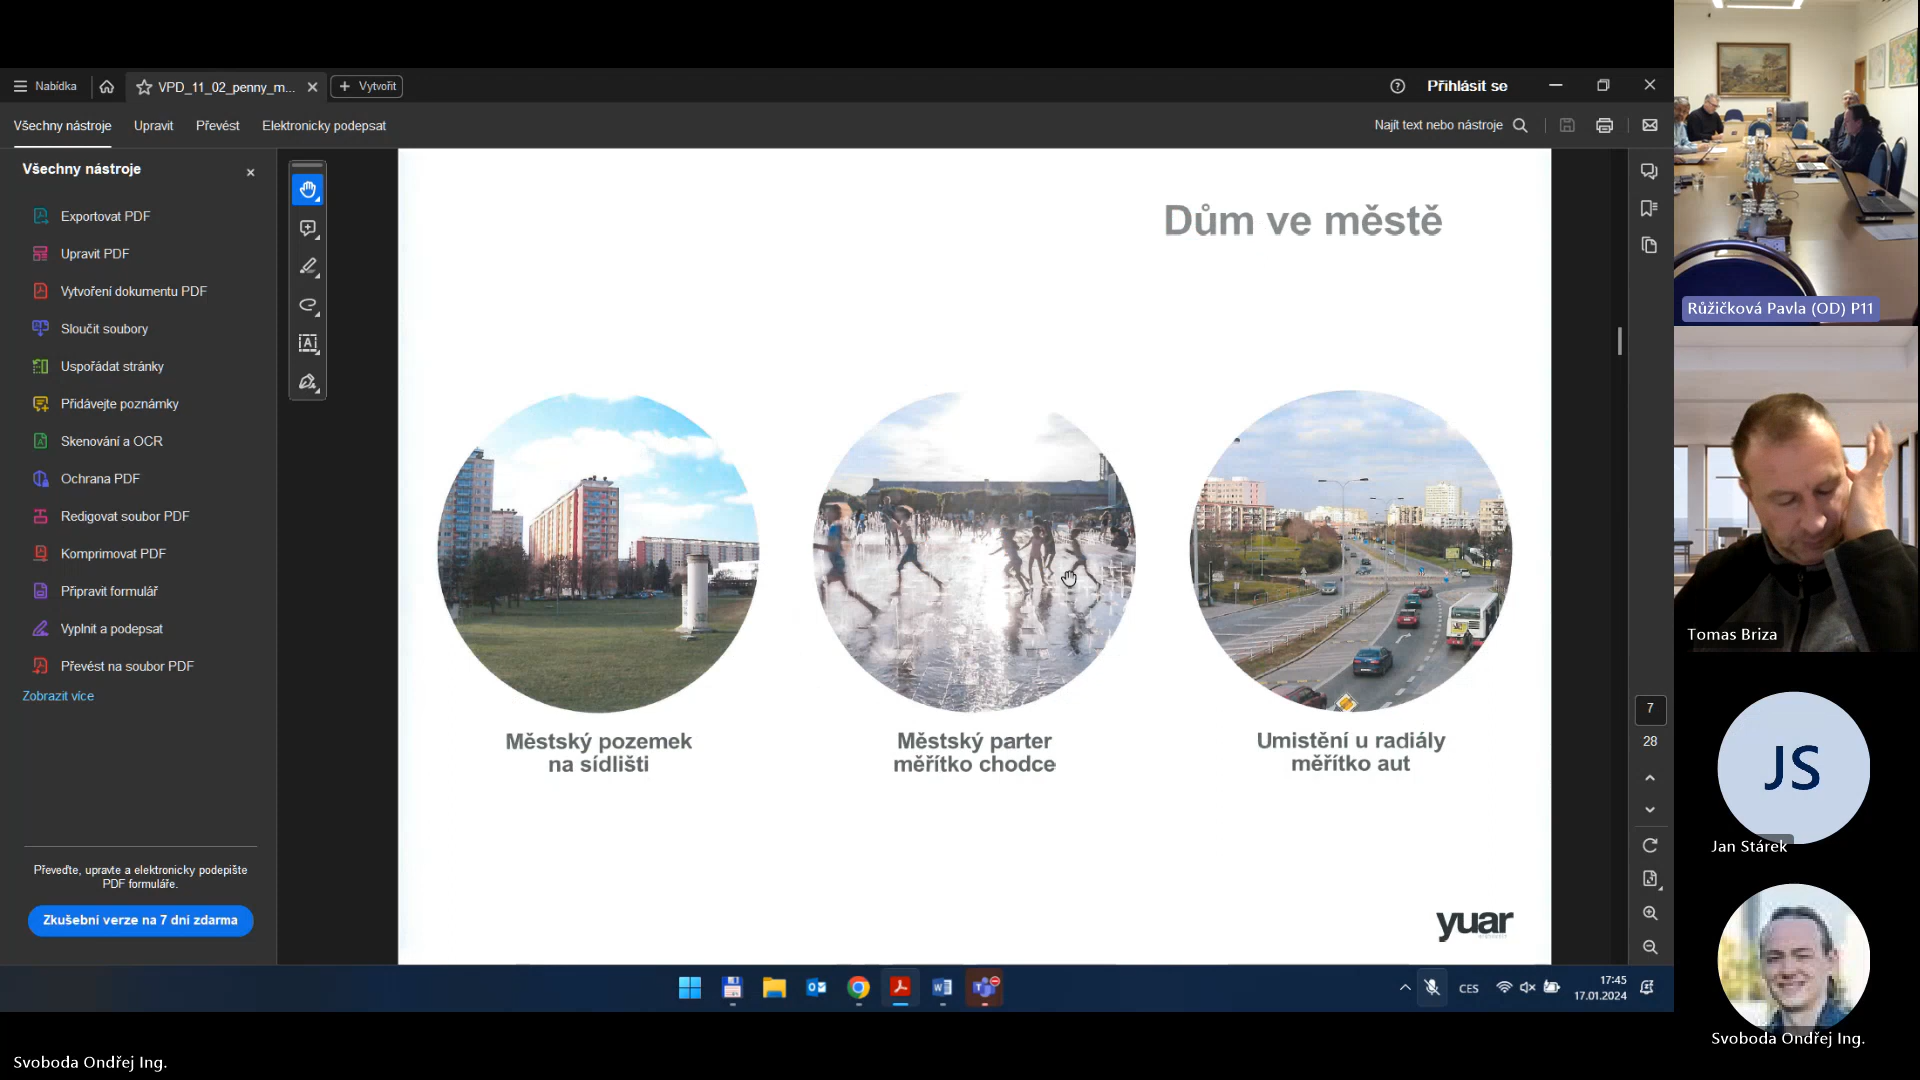 Nabídka
VPD_11_02_penny_m...
Vytvořit
Přihlásit se
Všechny nástroje
Upravit
Převést
Elektronicky podepsat
Najít text nebo nástroje
Všechny nástroje
Exportovat PDF
Upravit PDF
Vytvoření dokumentu PDF
Sloučit soubory
Uspořádat stránky
Přidávejte poznámky
Skenování a OCR
Ochrana PDF
Redigovat soubor PDF
Komprimovat PDF
Připravit formulář
Vyplnit a podepsat
Převést na soubor PDF
Zobrazit více
Převeďte, upravte a elektronicky podepište
PDF formuláře.
Zkušební verze na 7 dní zdarma
Dům ve městě
Městský pozemek
na sídlišti
Městský parter
měřítko chodce
Umistění u radiály
měřítko aut
yuar
7
28
CES
17:45
17.01.2024
Růžičková Pavla (OD) P11
Tomas Briza
JS
Jan Stárek
Svoboda Ondřej Ing.
Svoboda Ondřej Ing.